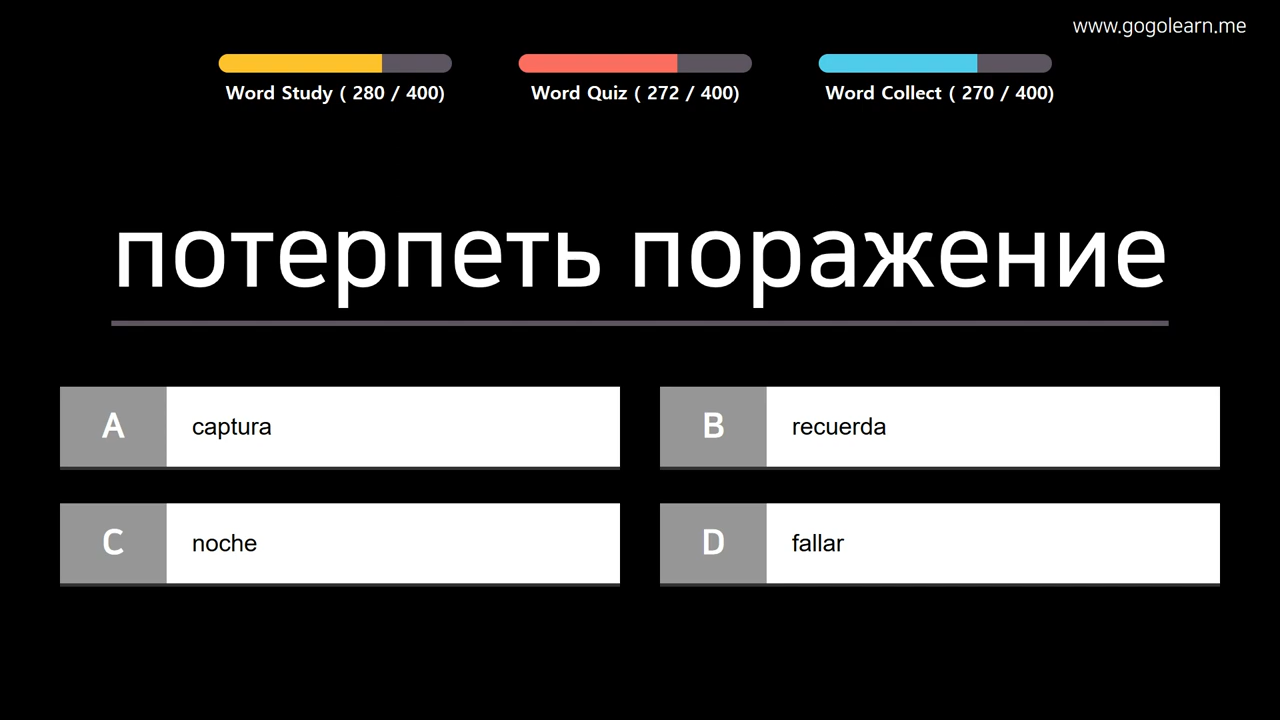 www.gogolearn.me
Word Study ( 280 / 400)
Word Quiz ( 272 / 400)
Word Collect ( 270 / 400)
потерпеть поражение
A captura
B recuerda
C noche
D fallar